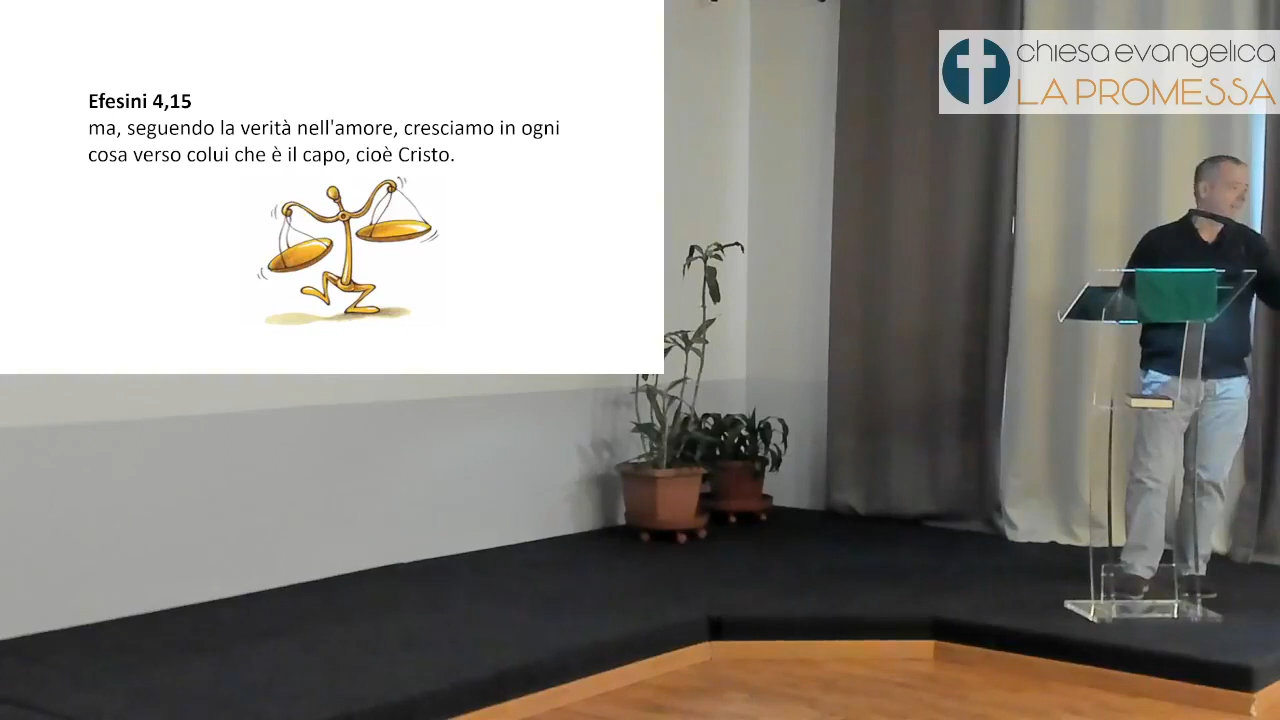 Efesini 4,15
ma, seguendo la verità nell'amore, cresciamo in ogni
cosa verso colui che è il capo, cioè Cristo.
chiesa evangelica
LA PROMESSA